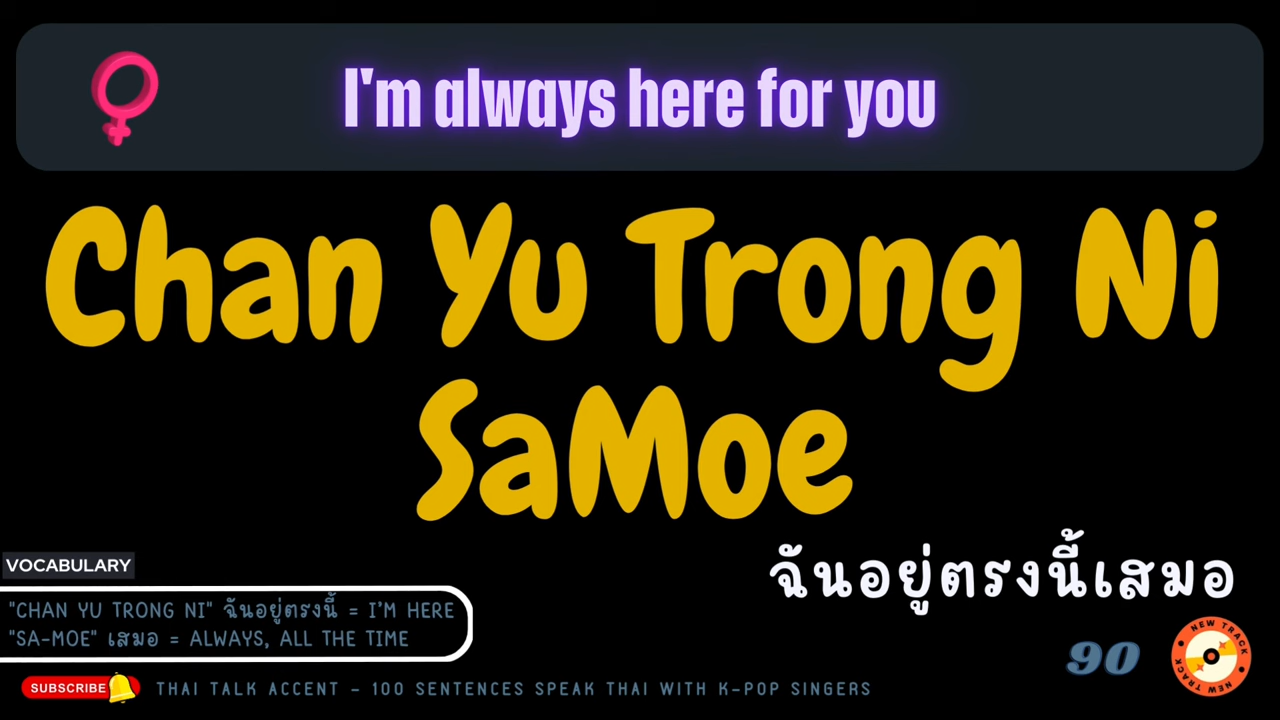 I'm always here for you
Chan Yu Trong Ni
SaMoe
ฉันอยู่ตรงนี้เสมอ
VOCABULARY
"CHAN YU TRONG NI" ฉันอยู่ตรงนี้ = I'M HERE
"SA-MOE" เสมอ = ALWAYS, ALL THE TIME
90
NEW TRACK
NEW TRACK
SUBSCRIBE
THAI TALK ACCENT - 100 SENTENCES SPEAK THAI WITH K-POP SINGERS